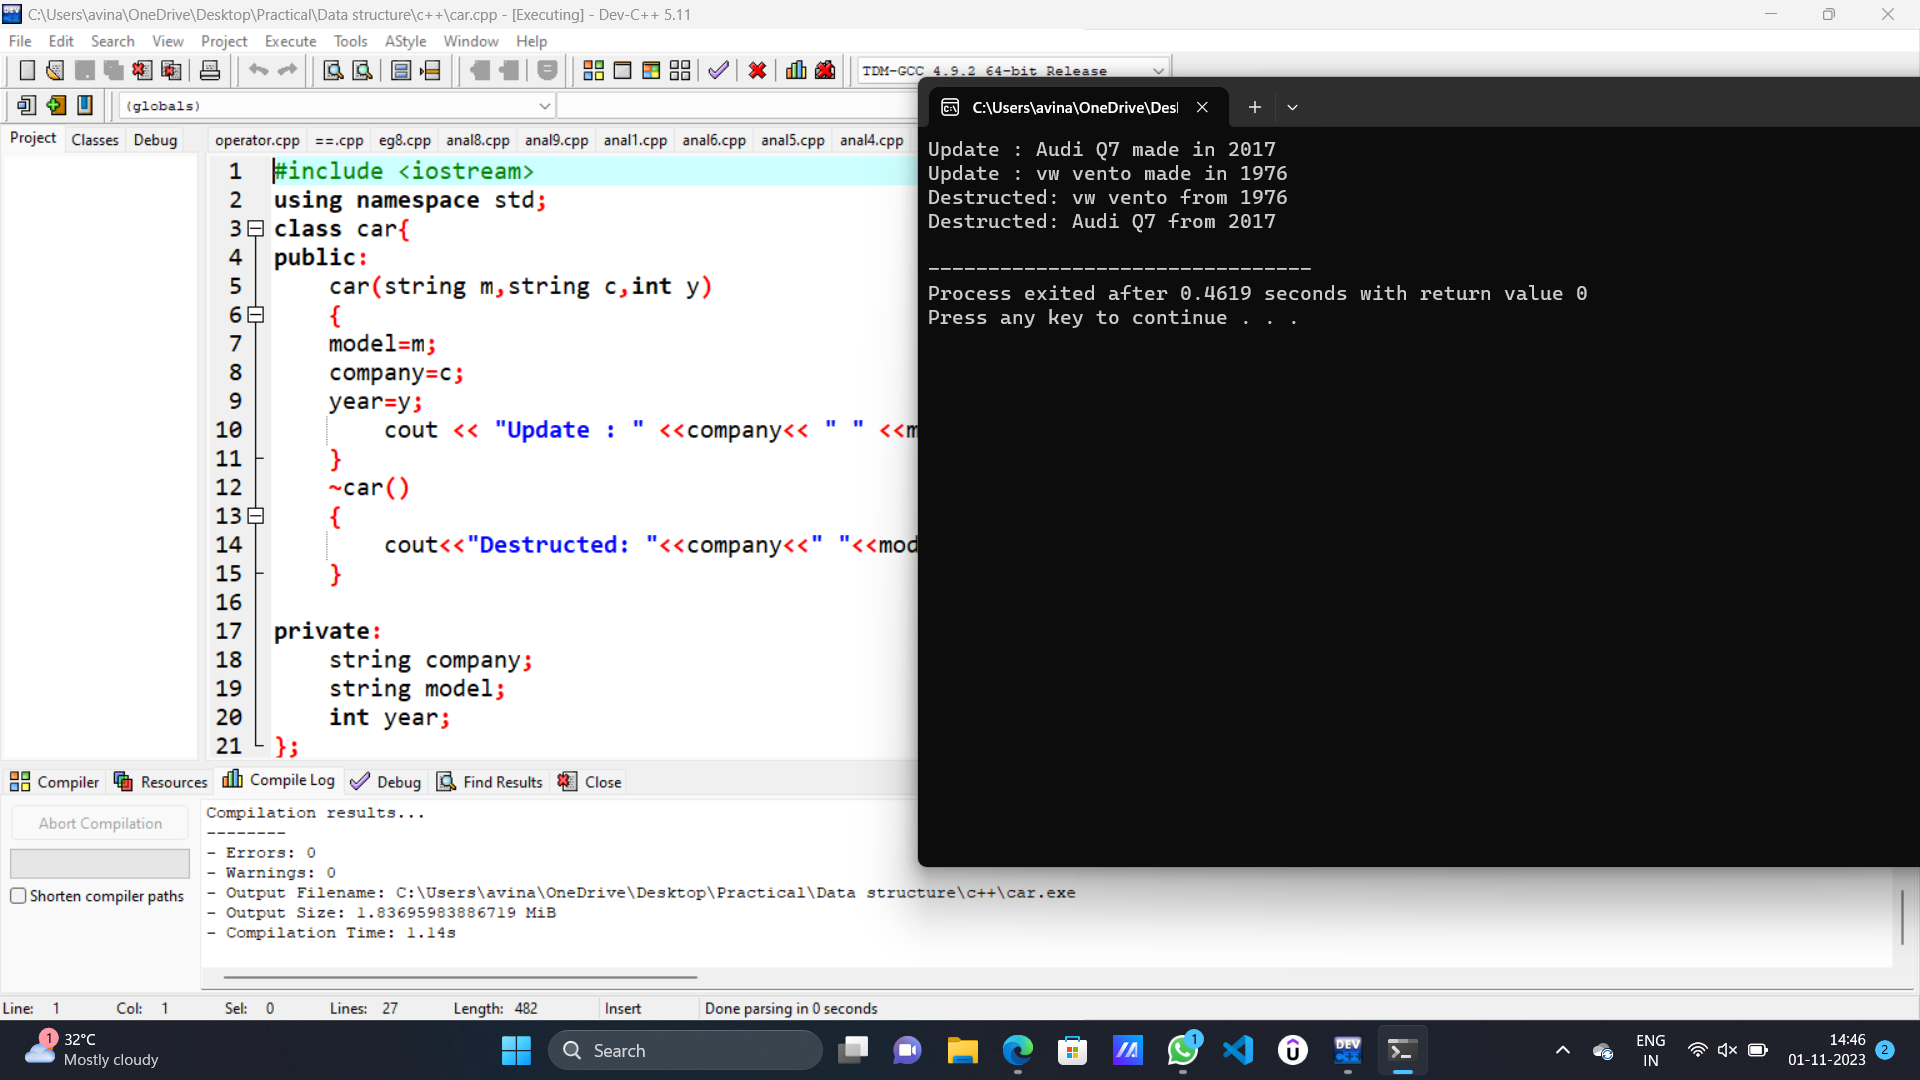 C:\Users\avina\OneDrive\Desktop\Practical\Data structure\c++\car.cpp - [Executing] - Dev-C++ 5.11
File Edit Search View Project Execute Tools AStyle Window Help
TDM-GCC 4.9.2 64-bit Release
(globals)
Project Classes Debug
operator.cpp ==.cpp eg8.cpp anal8.cpp anal9.cpp anal1.cpp anal6.cpp anal5.cpp anal4.cpp
1 #include <iostream>
2 using namespace std;
3 class car{
4 public:
5 car(string m,string c,int y)
6 {
7 model=m;
8 company=c;
9 year=y;
10 cout << "Update : " <<company<< " " <<m
11 }
12 ~car()
13 {
14 cout<<"Destructed: "<<company<<" "<<mod
15 }
16
17 private:
18 string company;
19 string model;
20 int year;
21 };
C:\Users\avina\OneDrive\Des
Update : Audi Q7 made in 2017
Update : vw vento made in 1976
Destructed: vw vento from 1976
Destructed: Audi Q7 from 2017
--------------------------------
Process exited after 0.4619 seconds with return value 0
Press any key to continue . . .
Compiler Resources Compile Log Debug Find Results Close
Abort Compilation
Shorten compiler paths
Compilation results...
--------
- Errors: 0
- Warnings: 0
- Output Filename: C:\Users\avina\OneDrive\Desktop\Practical\Data structure\c++\car.exe
- Output Size: 1.83695983886719 MiB
- Compilation Time: 1.14s
Line: 1 Col: 1 Sel: 0 Lines: 27 Length: 482 Insert Done parsing in 0 seconds
1
32°C
Mostly cloudy
Search
1
DEV C++
ENG
IN
14:46
01-11-2023
2